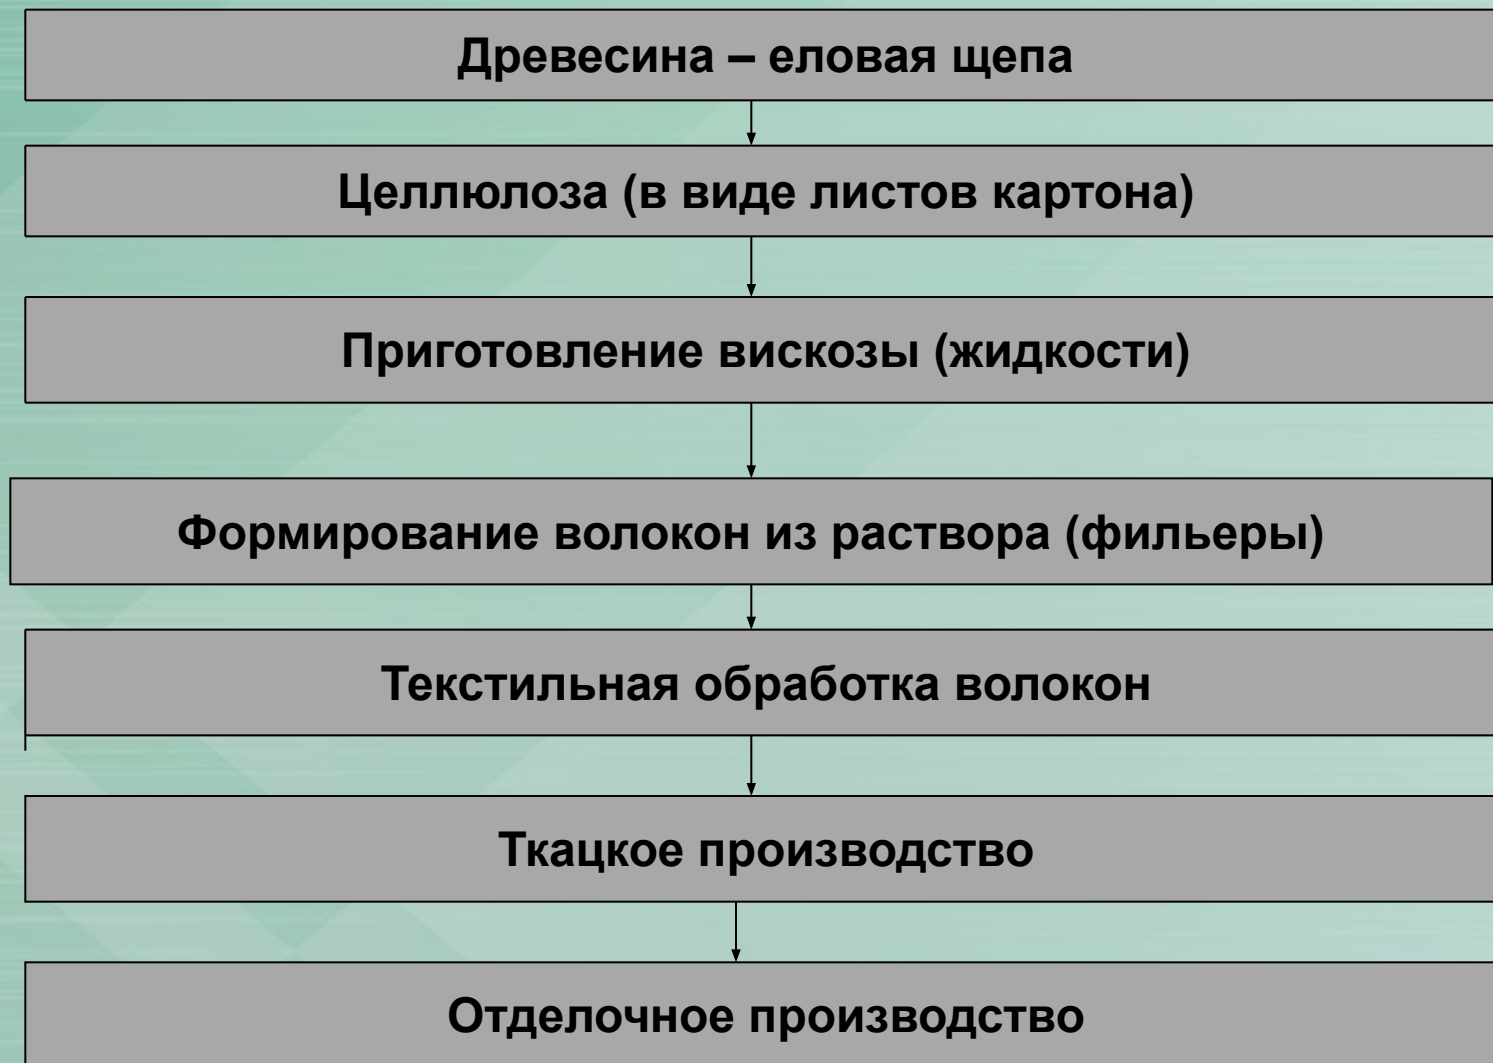 Древесина – еловая щепа
Целлюлоза (в виде листов картона)
Приготовление вискозы (жидкости)
Формирование волокон из раствора (фильеры)
Текстильная обработка волокон
Ткацкое производство
Отделочное производство